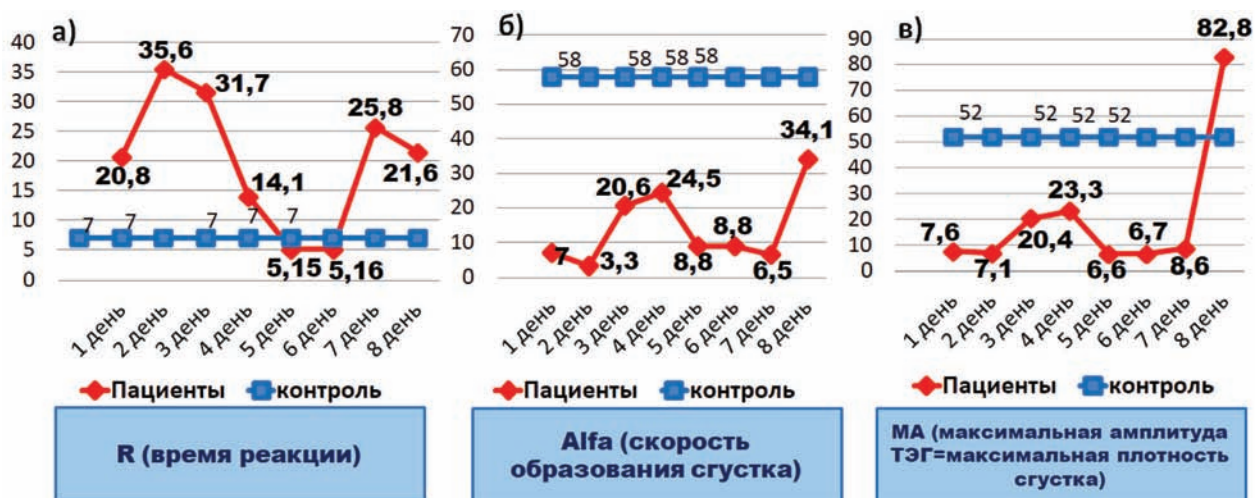 а)
40
35
30
25
20
15
10
5
0
20,8
35,6
31,7
14,1
5,15
5,16
25,8
21,6
7
7
7
7
7
1 день
2 день
3 день
4 день
5 день
6 день
7 день
8 день
Пациенты
контроль
R (время реакции)
б)
70
60
50
40
30
20
10
0
58
58
58
58
7
3,3
20,6
24,5
8,8
8,8
6,5
34,1
1 день
2 день
3 день
4 день
5 день
6 день
7 день
8 день
Пациенты
контроль
Alfa (скорость
образования сгустка)
в)
90
80
70
60
50
40
30
20
10
0
52
52
52
52
7,6
7,1
20,4
23,3
6,6
6,7
8,6
82,8
1 день
2 день
3 день
4 день
5 день
6 день
7 день
8 день
Пациенты
контроль
МА (максимальная амплитуда
ТЭГ=максимальная плотность
сгустка)